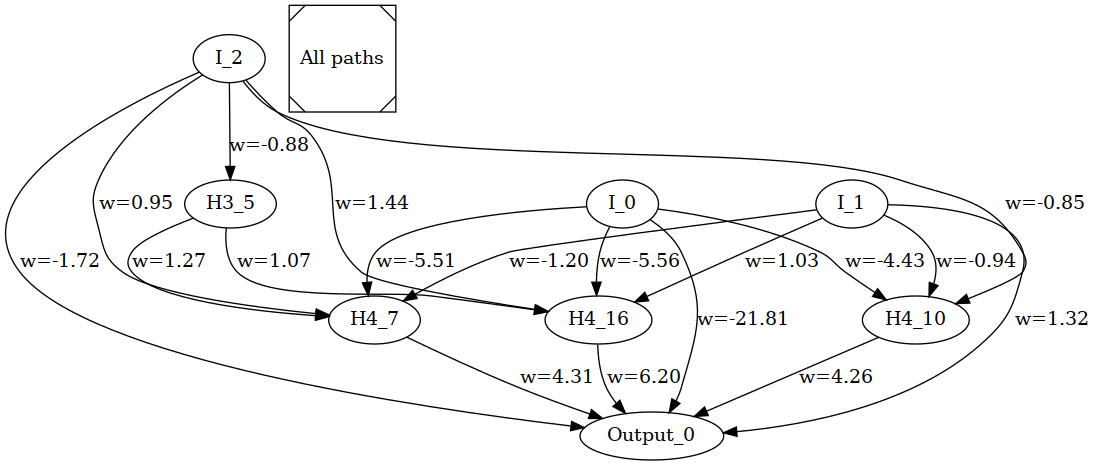 I_2
All paths
w=-0.88
H3_5
I_0
I_1
w=0.95
w=1.44
w=-0.85
w=-1.72
w=1.27
w=1.07
w=-5.51
w=-1.20
w=-5.56
w=1.03
w=-4.43
w=-0.94
H4_7
H4_16
w=-21.81
H4_10
w=1.32
w=4.31
w=6.20
w=4.26
Output_0